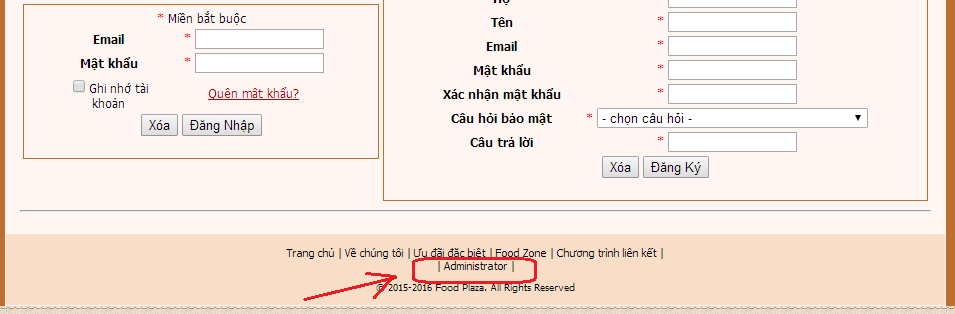 * Miền bắt buộc
Email *
Mật khẩu *
Ghi nhớ tài
khoản
Quên mât khẩu?
Xóa Đăng Nhập
Tên *
Email *
Mật khẩu *
Xác nhận mật khẩu *
Câu hỏi bảo mật * - chọn câu hỏi -
Câu trả lời *
Xóa Đăng Ký
Trang chủ | Về chúng tôi | Ưu đãi đặc biệt | Food Zone | Chương trình liên kết |
| Administrator |
© 2015-2016 Food Plaza. All Rights Reserved